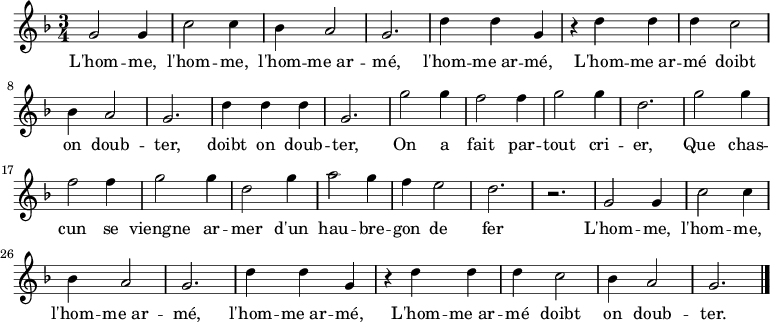 L'hom – me, l'hom – me, l'hom – me ar – mé, l'hom – me ar – mé, L'hom – me ar – mé doibt
8
on doub – ter, doibt on doub – ter, On a fait par – tout cri – er, Que chas –
17
cun se viengne ar – mer d'un hau – bre – gon de fer L'hom – me, l'hom – me,
26
l'hom – me ar – mé, l'hom – me ar – mé, L'hom – me ar – mé doibt on doub – ter.